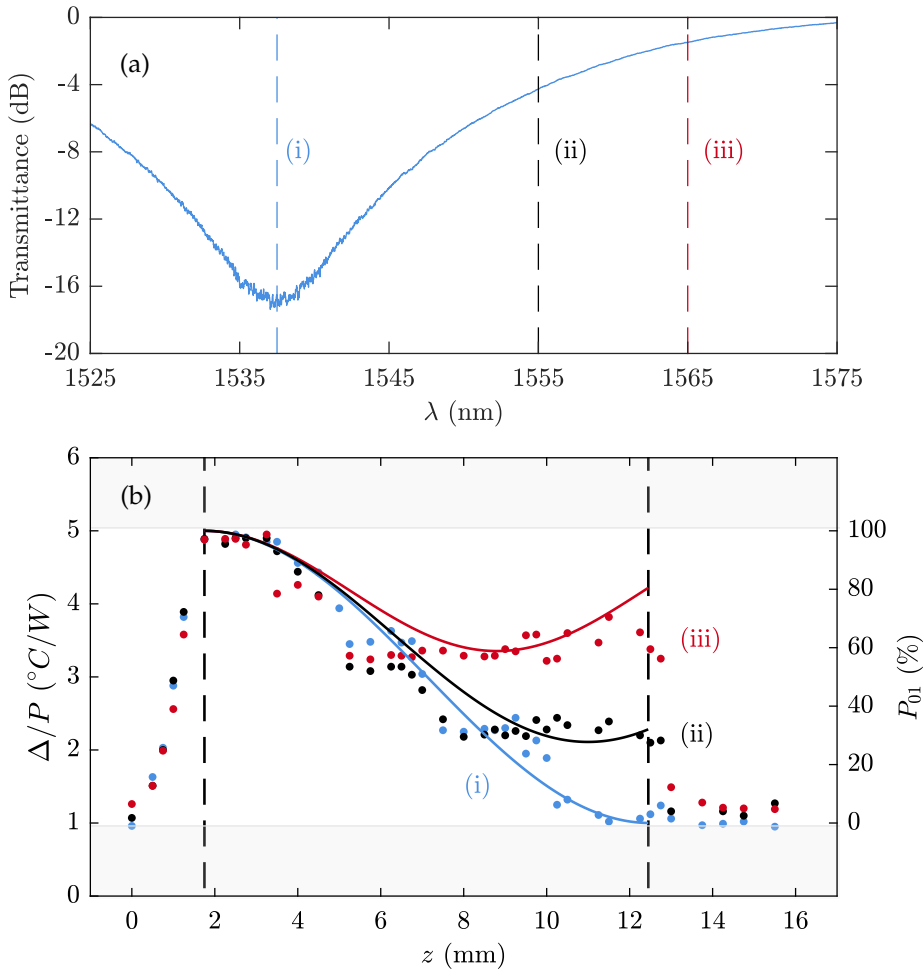 0
-4
-8
-12
-16
-20
Transmittance (dB)
(a)
(i)
(ii)
(iii)
1525
1535
1545
1555
1565
1575
λ (nm)
6
5
4
3
2
1
0
Δ/P (°C/W)
(b)
(i)
(ii)
(iii)
100
80
60
40
20
0
P₀₁ (%)
0
2
4
6
8
10
12
14
16
z (mm)